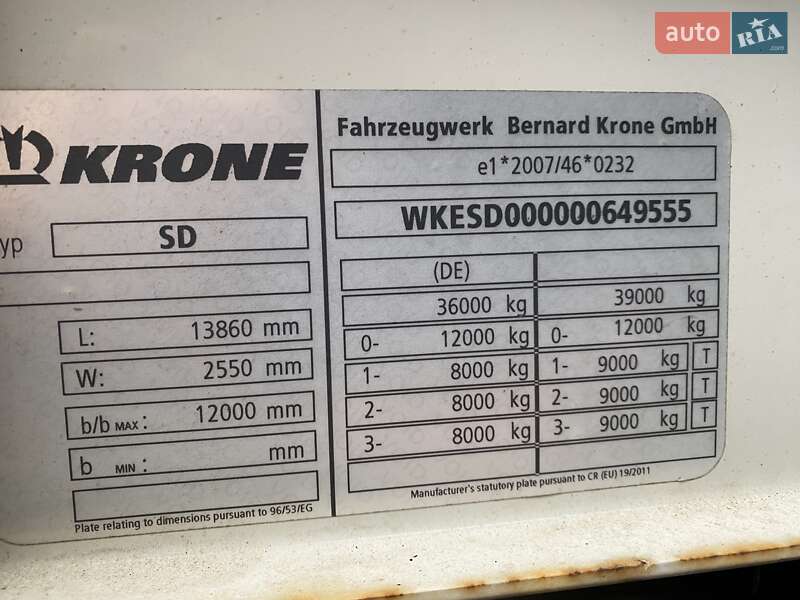 auto RIA
.com
KRONE
yp SD
L: 13860 mm
W: 2550 mm
b/b MAX: 12000 mm
b MIN: mm
Plate relating to dimensions pursuant to 96/53/EG
Fahrzeugwerk Bernard Krone GmbH
e1*2007/46*0232
WKESD000000649555
(DE)
36000 kg 39000 kg
0- 12000 kg 0- 12000 kg
1- 8000 kg 1- 9000 kg T
2- 8000 kg 2- 9000 kg T
3- 8000 kg 3- 9000 kg T
Manufacturer's statutory plate pursuant to CR (EU) 19/2011